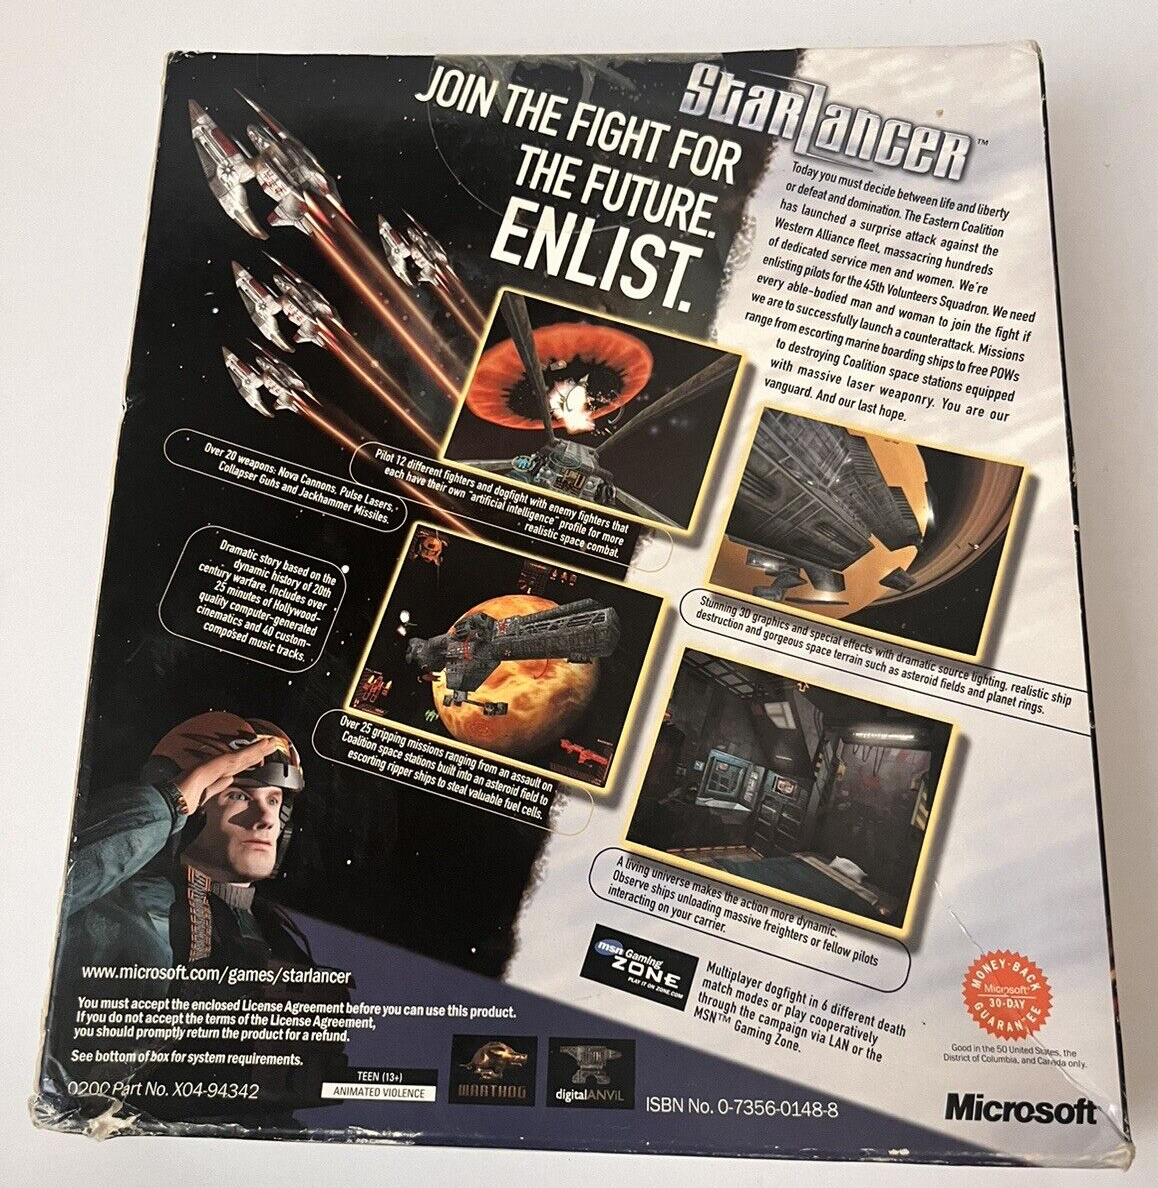 JOIN THE FIGHT FOR
THE FUTURE.
ENLIST.
StarLancer™
Today you must decide between life and liberty
or defeat and domination. The Eastern Coalition
has launched a surprise attack against the
Western Alliance fleet, massacring hundreds
of dedicated service men and women. We're
enlisting pilots for the 45th Volunteers Squadron. We need
every able-bodied man and woman to join the fight if
we are to successfully launch a counterattack. Missions
range from escorting marine boarding ships to free POWs
to destroying Coalition space stations equipped
with massive laser weaponry. You are our
vanguard. And our last hope.
Over 20 weapons: Nova Cannons, Pulse Lasers,
Collapser Guns and Jackhammer Missiles.
Pilot 12 different fighters and dogfight with enemy fighters that
each have their own "artificial intelligence" profile for more
realistic space combat.
Dramatic story based on the
dynamic history of 20th
century warfare. Includes over
25 minutes of Hollywood-
quality computer-generated
cinematics and 40 custom-
composed music tracks.
Stunning 3D graphics and special effects with dramatic source lighting, realistic ship
destruction and gorgeous space terrain such as asteroid fields and planet rings.
Over 25 gripping missions ranging from an assault on
Coalition space stations built into an asteroid field to
escorting ripper ships to steal valuable fuel cells.
A living universe makes the action more dynamic.
Observe ships unloading massive freighters or fellow pilots
interacting on your carrier.
msn Gaming
ZONE
PLAY IT ON ZONE.COM
Multiplayer dogfight in 6 different death
match modes or play cooperatively
through the campaign via LAN or the
MSN™ Gaming Zone.
MONEY-BACK
Microsoft
30-DAY
GUARANTEE
Good in the 50 United States, the
District of Columbia, and Canada only.
www.microsoft.com/games/starlancer
You must accept the enclosed License Agreement before you can use this product.
If you do not accept the terms of the License Agreement,
you should promptly return the product for a refund.
See bottom of box for system requirements.
0200 Part No. X04-94342
TEEN (13+)
ANIMATED VIOLENCE
WARTHOG
digitalANVIL
ISBN No. 0-7356-0148-8
Microsoft